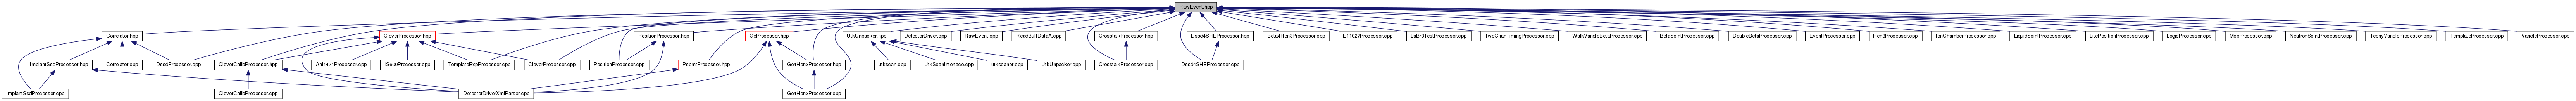 RawEvent.hpp
Correlator.hpp
CloverProcessor.hpp
PositionProcessor.hpp
GeProcessor.hpp
UtkUnpacker.hpp
DetectorDriver.cpp
RawEvent.cpp
ReadBuffDataA.cpp
CrosstalkProcessor.hpp
Dssd4SHEProcessor.hpp
Beta4Hen3Processor.cpp
E11027Processor.cpp
LaBr3TestProcessor.cpp
TwoChanTimingProcessor.cpp
WalkVandleBetaProcessor.cpp
BetaScintProcessor.cpp
DoubleBetaProcessor.cpp
EventProcessor.cpp
Hen3Processor.cpp
IonChamberProcessor.cpp
LiquidScintProcessor.cpp
LitePositionProcessor.cpp
LogicProcessor.cpp
McpProcessor.cpp
NeutronScintProcessor.cpp
TeenyVandleProcessor.cpp
TemplateProcessor.cpp
VandleProcessor.cpp
ImplantSsdProcessor.hpp
Correlator.cpp
DssdProcessor.cpp
CloverCalibProcessor.hpp
Anl1471Processor.cpp
IS600Processor.cpp
TemplateExpProcessor.cpp
CloverProcessor.cpp
PositionProcessor.cpp
PspmtProcessor.hpp
Ge4Hen3Processor.hpp
utkscan.cpp
UtkScanInterface.cpp
utkscanor.cpp
UtkUnpacker.cpp
CrosstalkProcessor.cpp
Dssd4SHEProcessor.cpp
ImplantSsdProcessor.cpp
CloverCalibProcessor.cpp
DetectorDriverXmlParser.cpp
Ge4Hen3Processor.cpp